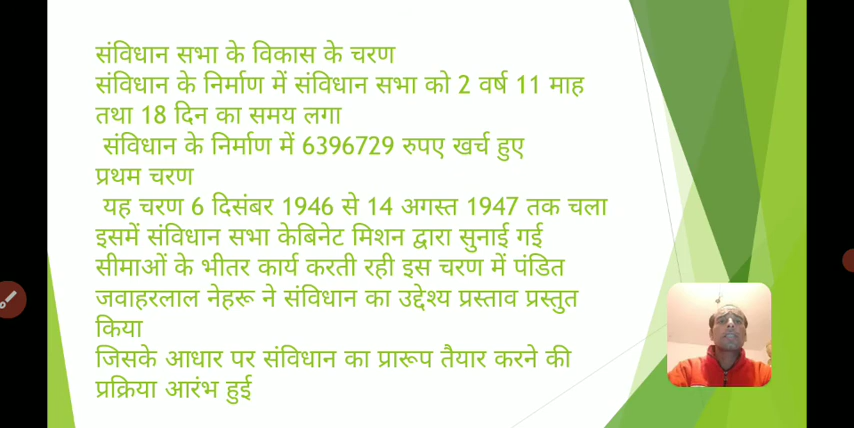 संविधान सभा के विकास के चरण
संविधान के निर्माण में संविधान सभा को 2 वर्ष 11 माह
तथा 18 दिन का समय लगा
संविधान के निर्माण में 6396729 रुपए खर्च हुए
प्रथम चरण
यह चरण 6 दिसंबर 1946 से 14 अगस्त 1947 तक चला
इसमें संविधान सभा केबिनेट मिशन द्वारा सुनाई गई
सीमाओं के भीतर कार्य करती रही इस चरण में पंडित
जवाहरलाल नेहरू ने संविधान का उद्देश्य प्रस्ताव प्रस्तुत
किया
जिसके आधार पर संविधान का प्रारूप तैयार करने की
प्रक्रिया आरंभ हुई